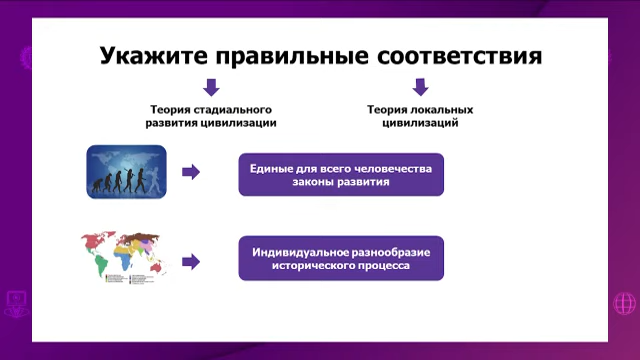 Укажите правильные соответствия
Теория стадиального
развития цивилизации
Теория локальных
цивилизаций
Единые для всего человечества
законы развития
Индивидуальное разнообразие
исторического процесса